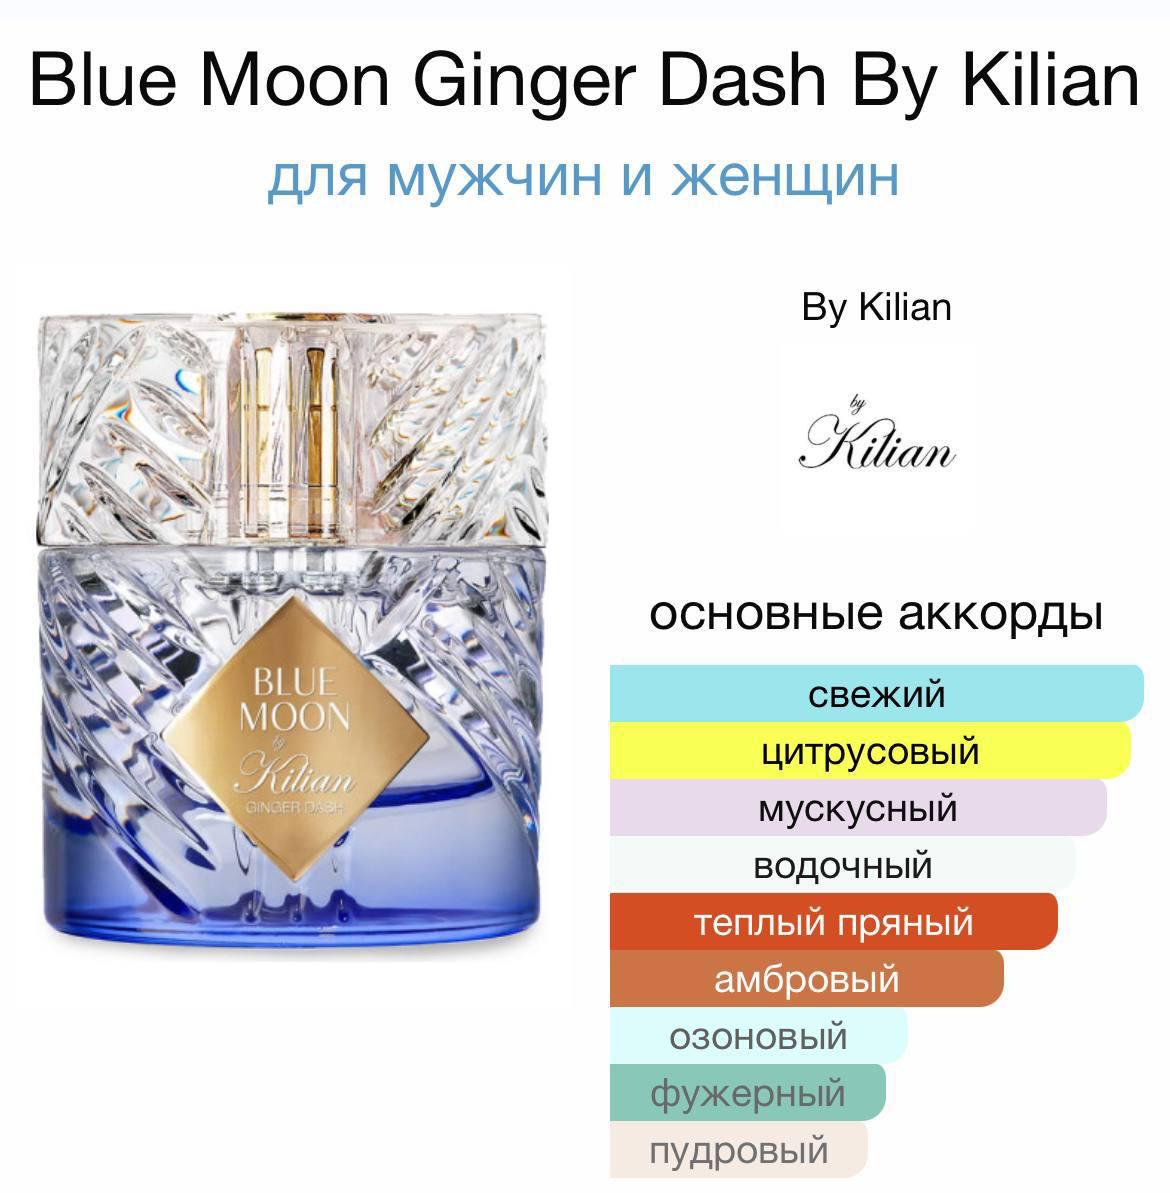 Blue Moon Ginger Dash By Kilian
для мужчин и женщин
BLUE
MOON
by
Kilian
GINGER DASH
By Kilian
by
Kilian
основные аккорды
свежий
цитрусовый
мускусный
водочный
теплый пряный
амбровый
озоновый
фужерный
пудровый